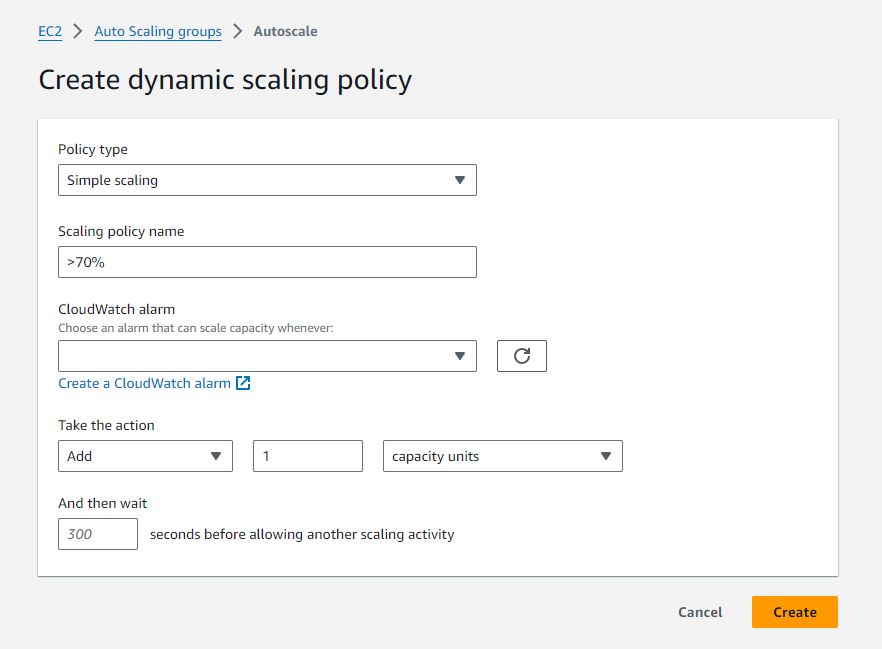 EC2 > Auto Scaling groups > Autoscale
Create dynamic scaling policy
Policy type
Simple scaling
Scaling policy name
>70%
CloudWatch alarm
Choose an alarm that can scale capacity whenever:
Create a CloudWatch alarm
Take the action
Add 1 capacity units
And then wait
300 seconds before allowing another scaling activity
Cancel Create